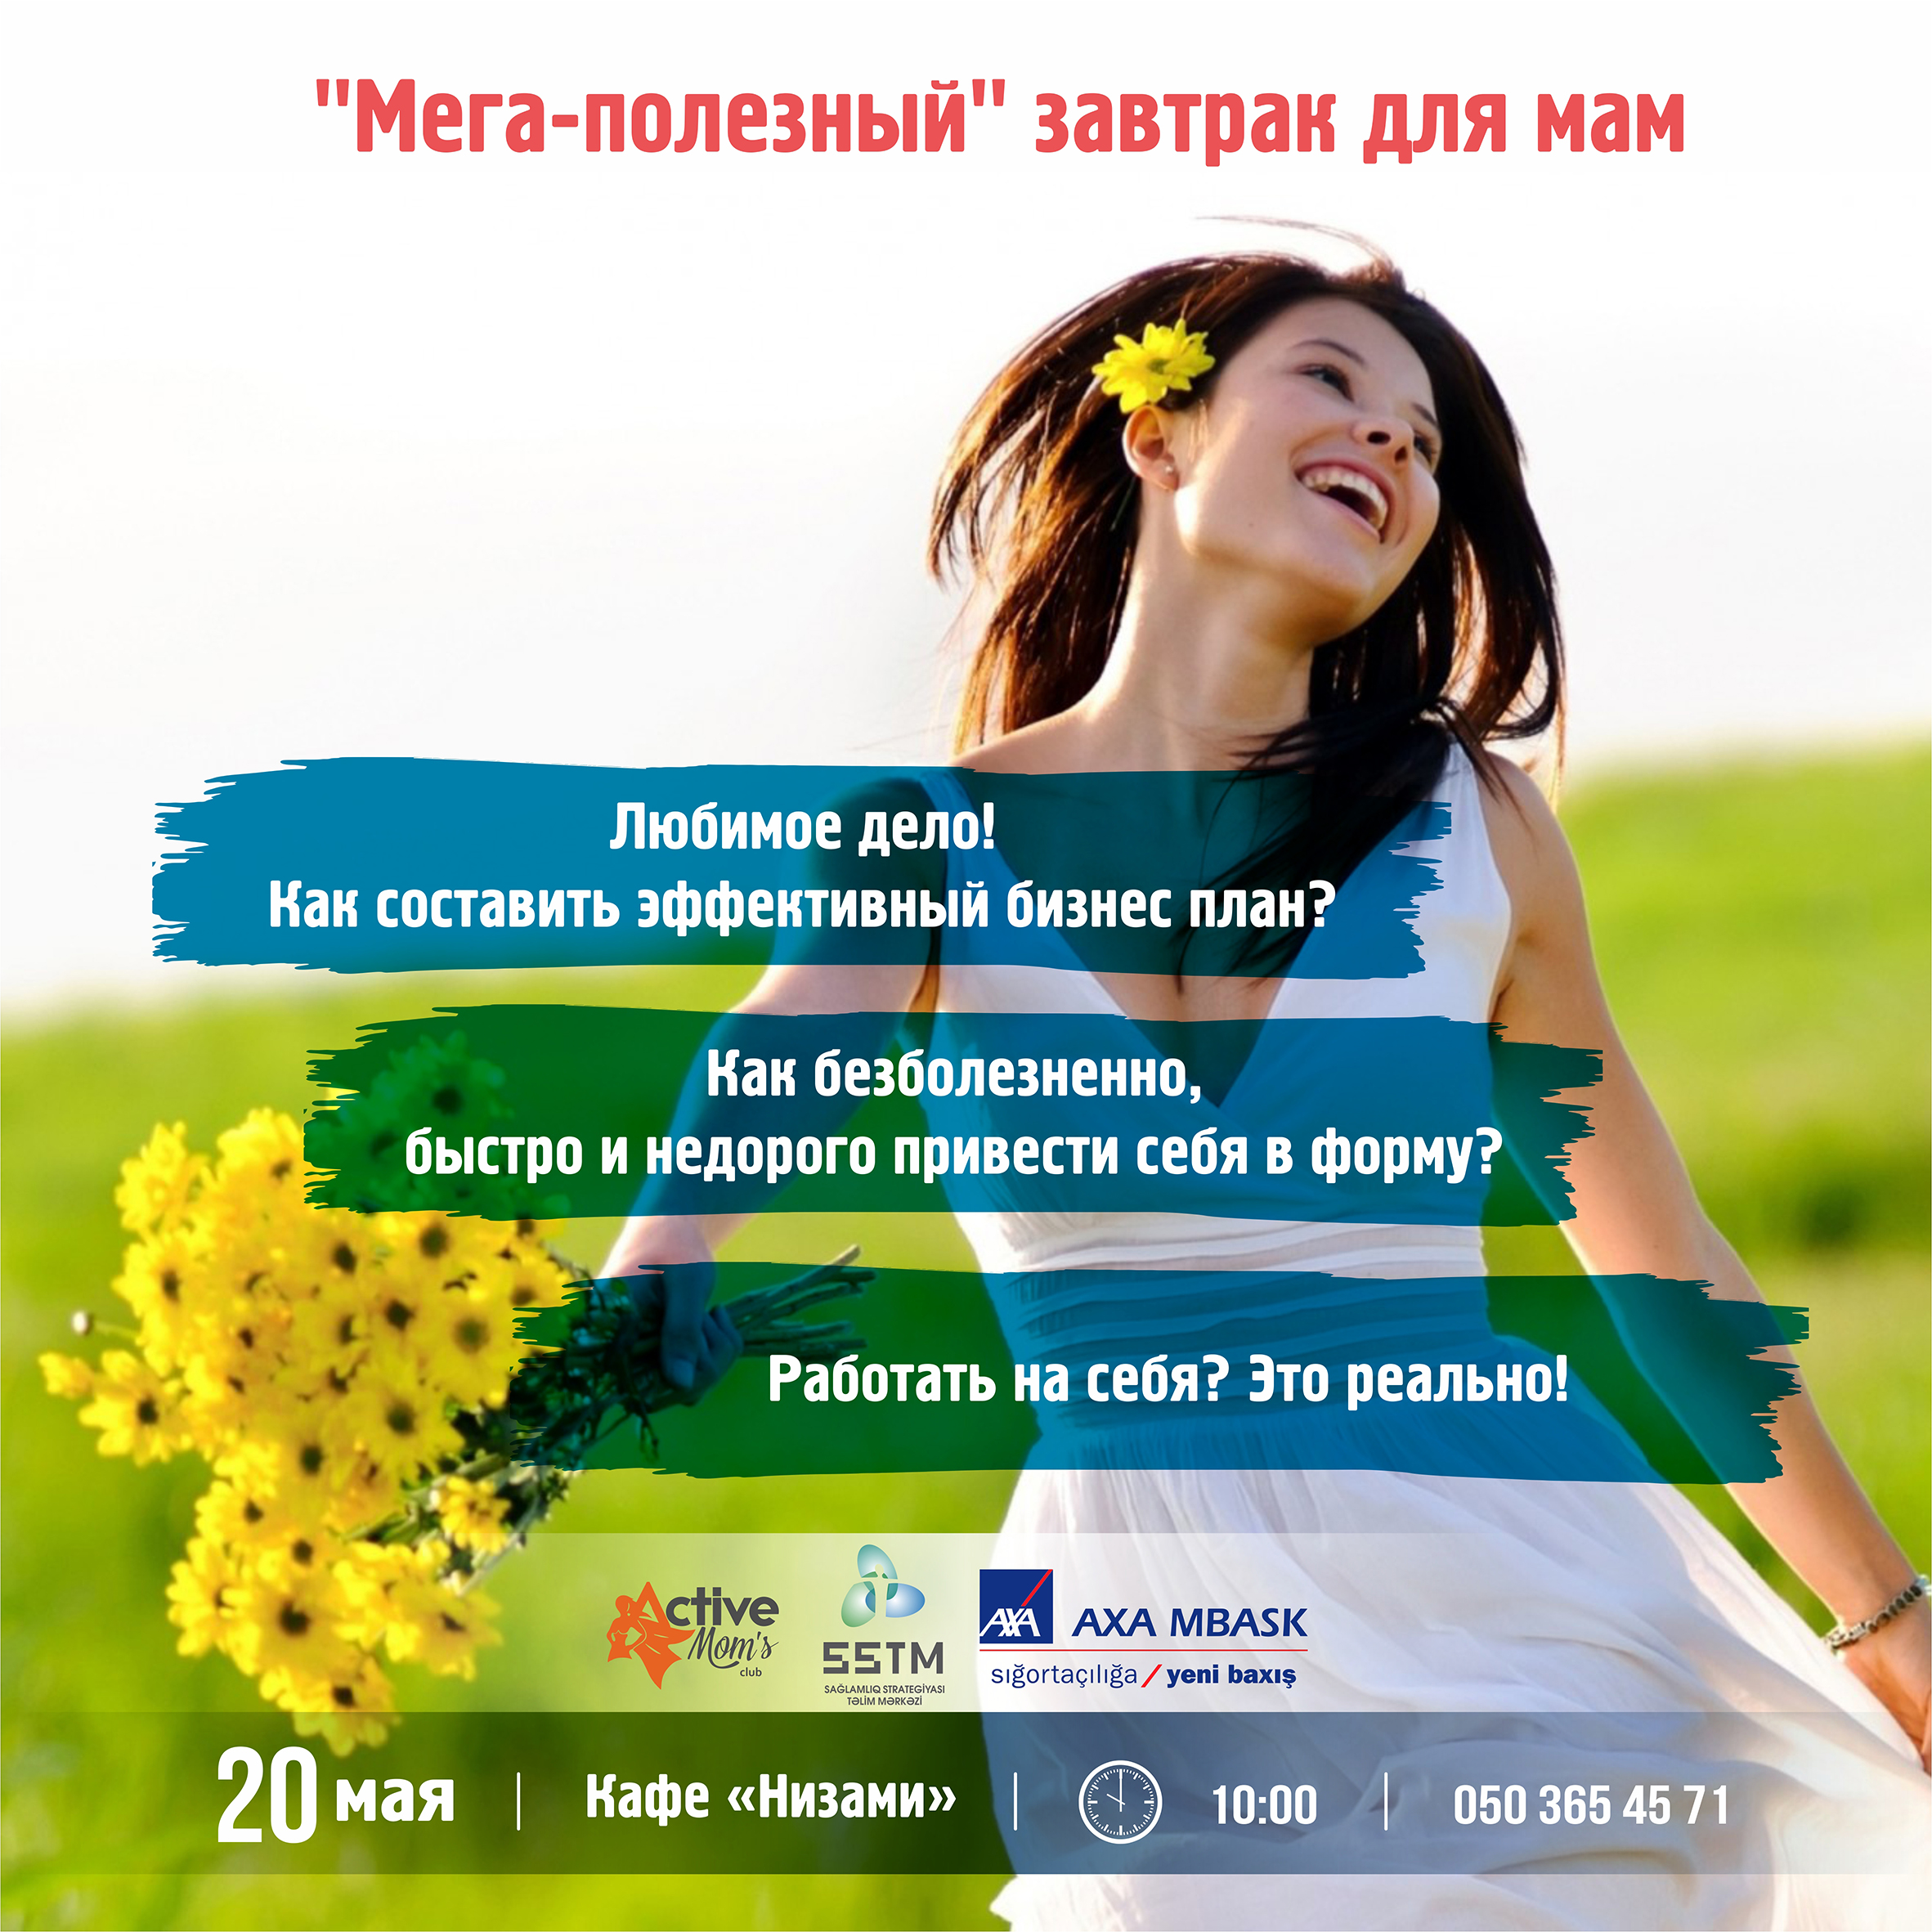 "Мега-полезный" завтрак для мам
Любимое дело!
Как составить эффективный бизнес план?
Как безболезненно,
быстро и недорого привести себя в форму?
Работать на себя? Это реально!
Active
Mom's
club
SSTM
SAĞLAMLIQ STRATEGİYASI
TƏLİM MƏRKƏZİ
AXA AXA MBASK
sığortaçılığa / yeni baxış
20 мая | Кафе «Низами» | 10:00 | 050 365 45 71